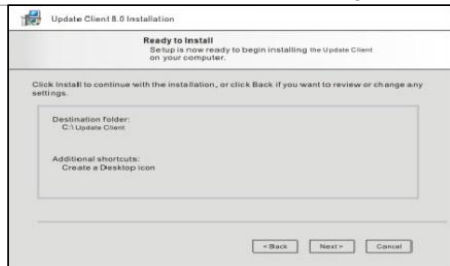 Update Client 8.0 Installation
Ready to Install
Setup is now ready to begin installing the Update Client
on your computer.
Click Install to continue with the installation, or click Back if you want to review or change any
settings.
Destination folder:
C:\Update Client
Additional shortcuts:
Create a Desktop icon
<Back Next> Cancel